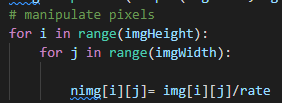 # manipulate pixels
for i in range(imgHeight):
for j in range(imgWidth):
nimg[i][j]= img[i][j]/rate